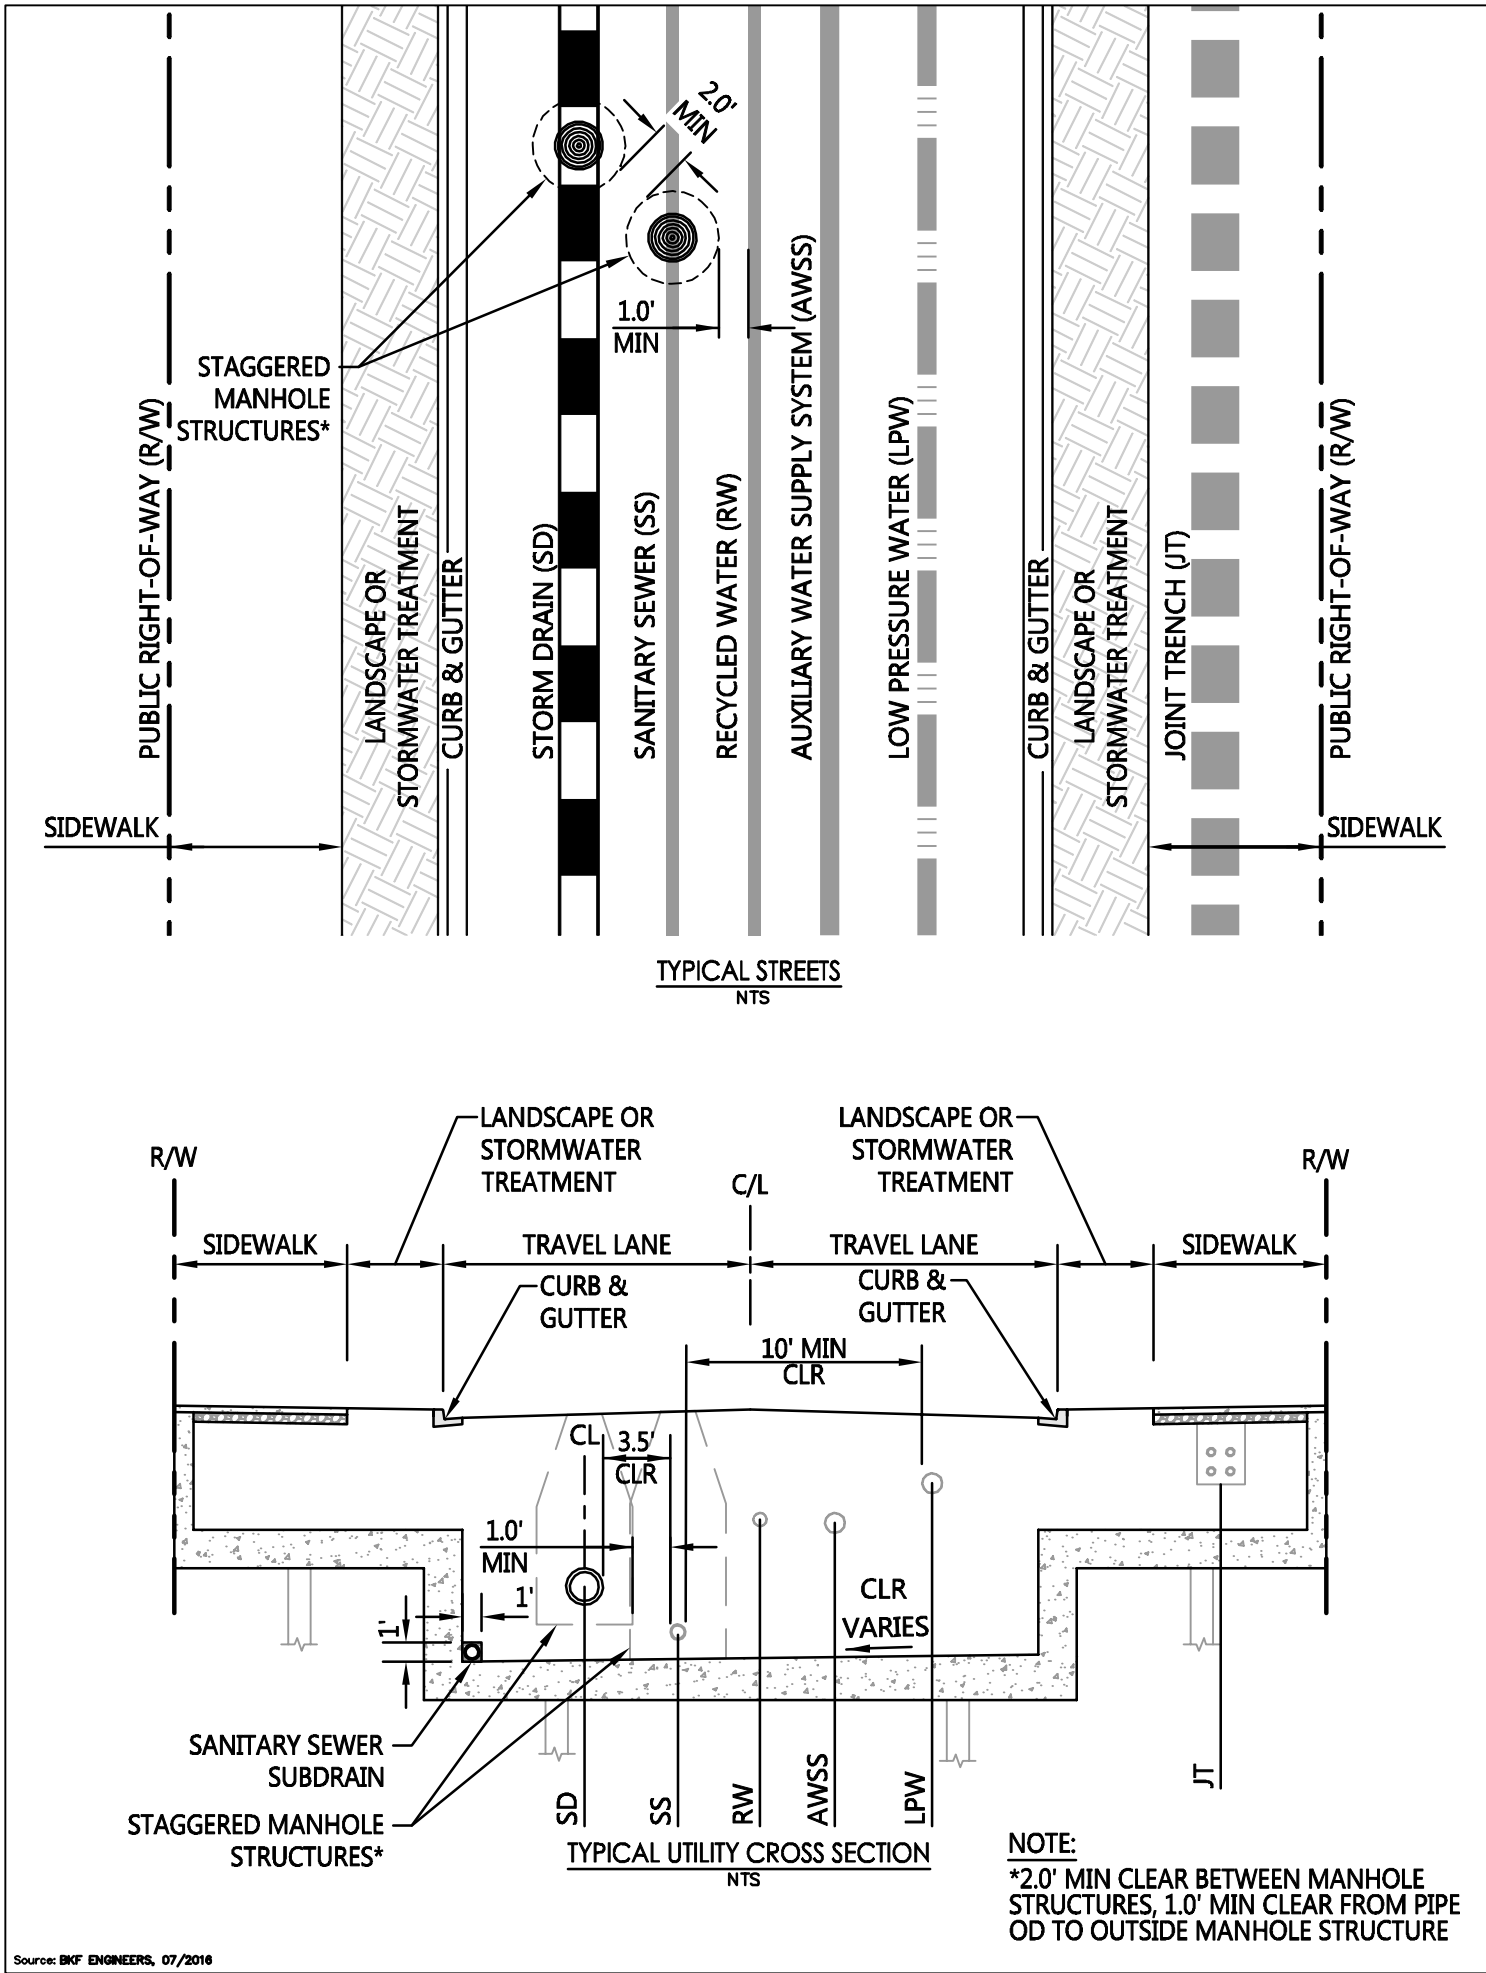 2.0'
MIN
1.0'
MIN
STAGGERED
MANHOLE
STRUCTURES*
PUBLIC RIGHT-OF-WAY (R/W)
LANDSCAPE OR
STORMWATER TREATMENT
CURB & GUTTER
STORM DRAIN (SD)
SANITARY SEWER (SS)
RECYCLED WATER (RW)
AUXILIARY WATER SUPPLY SYSTEM (AWSS)
LOW PRESSURE WATER (LPW)
CURB & GUTTER
LANDSCAPE OR
STORMWATER TREATMENT
JOINT TRENCH (JT)
PUBLIC RIGHT-OF-WAY (R/W)
SIDEWALK
SIDEWALK
TYPICAL STREETS
NTS
LANDSCAPE OR
STORMWATER
TREATMENT
LANDSCAPE OR
STORMWATER
TREATMENT
R/W
C/L
R/W
SIDEWALK
TRAVEL LANE
TRAVEL LANE
SIDEWALK
CURB &
GUTTER
CURB &
GUTTER
10' MIN
CLR
CL
3.5'
CLR
1.0'
MIN
1'
1'
CLR
VARIES
SANITARY SEWER
SUBDRAIN
STAGGERED MANHOLE
STRUCTURES*
SD
SS
RW
AWSS
LPW
JT
TYPICAL UTILITY CROSS SECTION
NTS
NOTE:
*2.0' MIN CLEAR BETWEEN MANHOLE
STRUCTURES, 1.0' MIN CLEAR FROM PIPE
OD TO OUTSIDE MANHOLE STRUCTURE
Source: BKF ENGINEERS, 07/2016